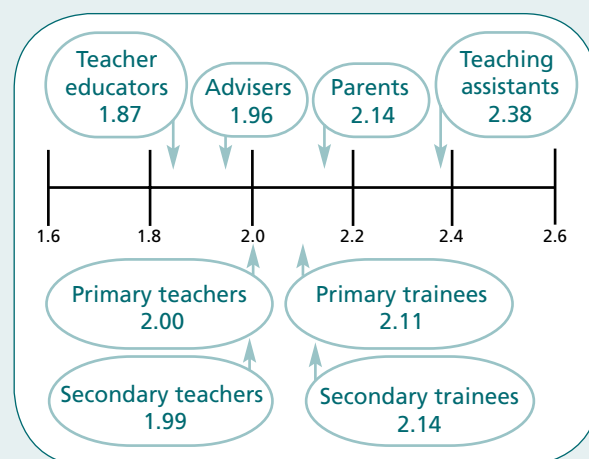 Teacher
educators
1.87
Advisers
1.96
Parents
2.14
Teaching
assistants
2.38
1.6
1.8
2.0
2.2
2.4
2.6
Primary teachers
2.00
Primary trainees
2.11
Secondary teachers
1.99
Secondary trainees
2.14